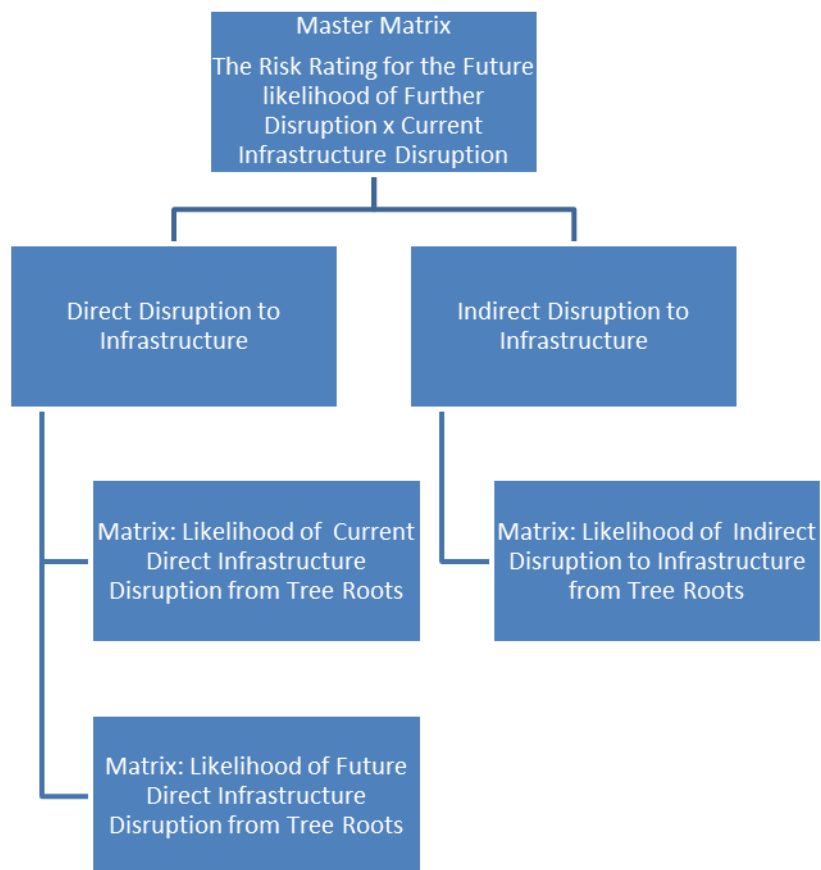 Master Matrix
The Risk Rating for the Future
likelihood of Further
Disruption x Current
Infrastructure Disruption
Direct Disruption to
Infrastructure
Indirect Disruption to
Infrastructure
Matrix: Likelihood of Current
Direct Infrastructure
Disruption from Tree Roots
Matrix: Likelihood of Indirect
Disruption to Infrastructure
from Tree Roots
Matrix: Likelihood of Future
Direct Infrastructure
Disruption from Tree Roots